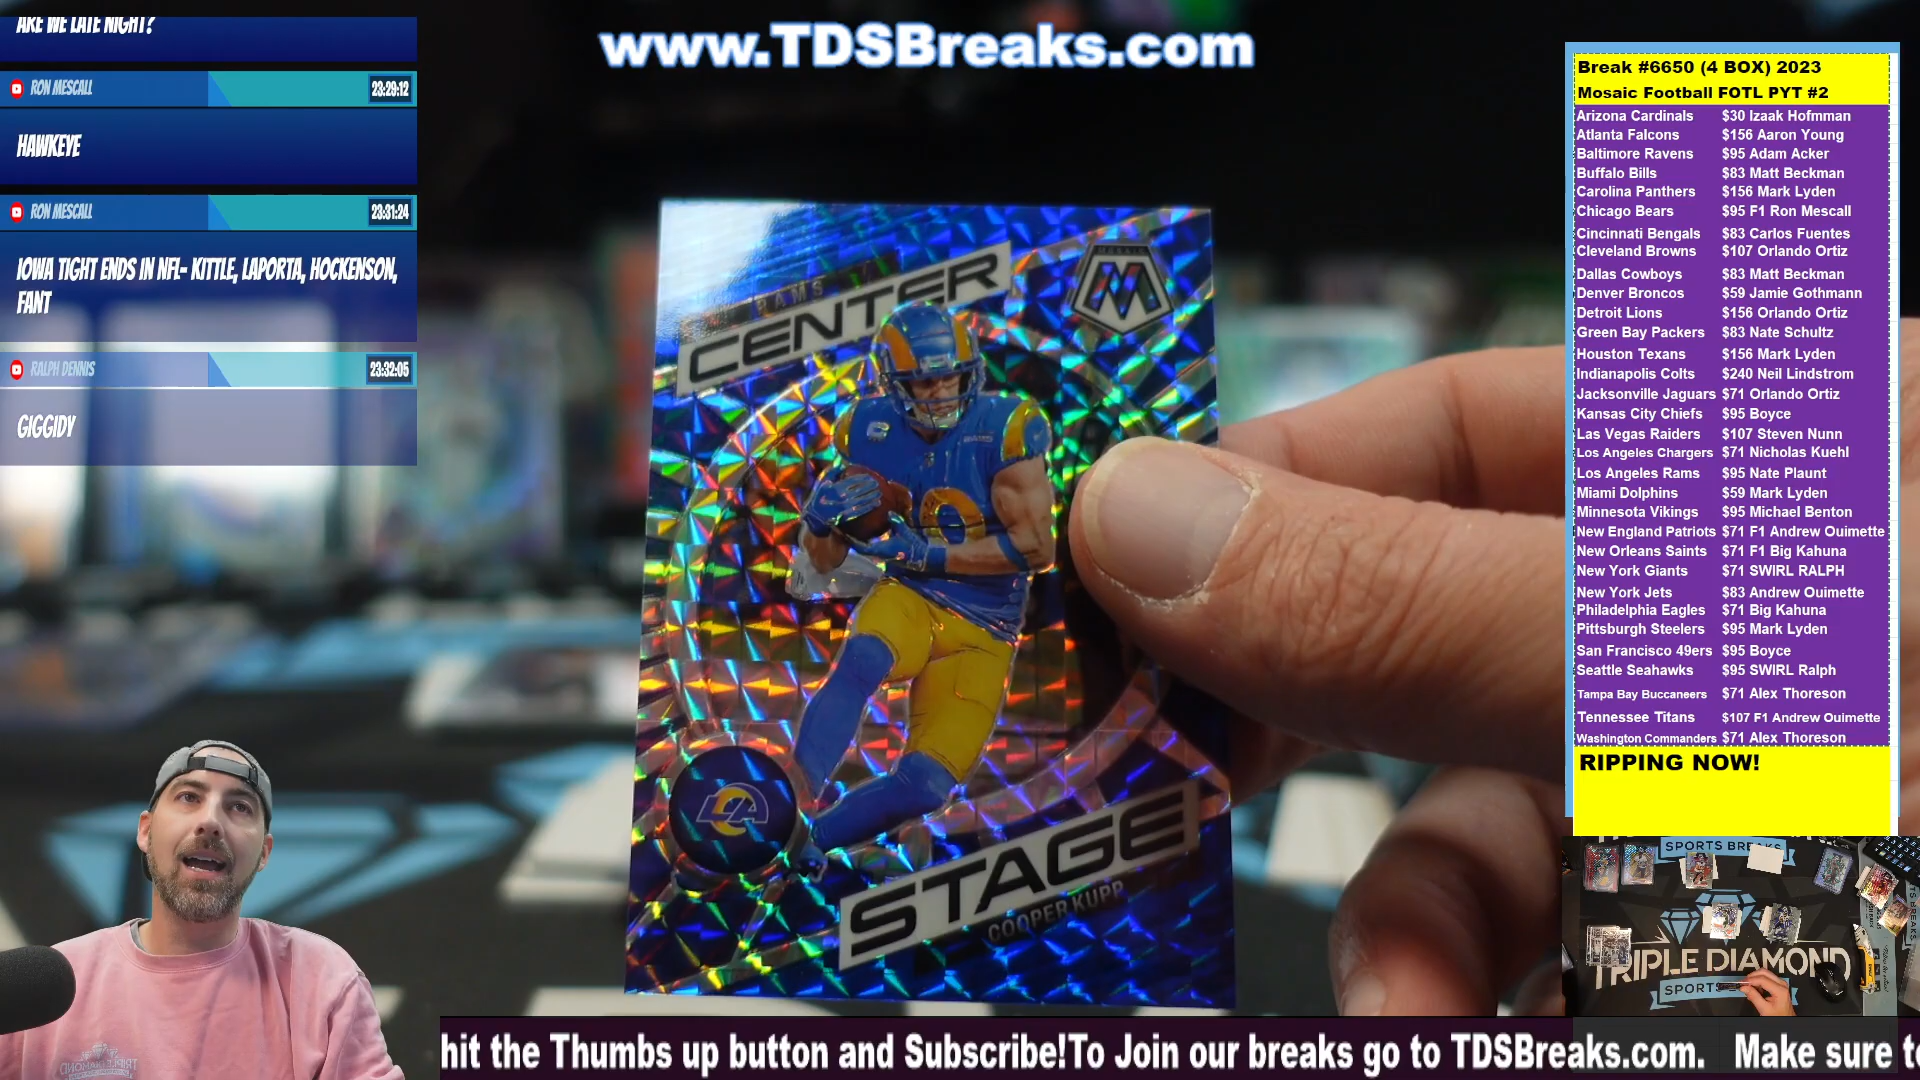 ARE WE LATE NIGHT?
RON MESCALL 23:29:12
HAWKEYE
RON MESCALL 23:31:24
IOWA TIGHT ENDS IN NFL- KITTLE, LAPORTA, HOCKENSON,
FANT
RALPH DENNIS 23:32:05
GIGGIDY
www.TDSBreaks.com
RAMS
CENTER
MOSAIC
LA
STAGE
COOPER KUPP
Break #6650 (4 BOX) 2023
Mosaic Football FOTL PYT #2
Arizona Cardinals $30 Izaak Hofmman
Atlanta Falcons $156 Aaron Young
Baltimore Ravens $95 Adam Acker
Buffalo Bills $83 Matt Beckman
Carolina Panthers $156 Mark Lyden
Chicago Bears $95 F1 Ron Mescall
Cincinnati Bengals $83 Carlos Fuentes
Cleveland Browns $107 Orlando Ortiz
Dallas Cowboys $83 Matt Beckman
Denver Broncos $59 Jamie Gothmann
Detroit Lions $156 Orlando Ortiz
Green Bay Packers $83 Nate Schultz
Houston Texans $156 Mark Lyden
Indianapolis Colts $240 Neil Lindstrom
Jacksonville Jaguars $71 Orlando Ortiz
Kansas City Chiefs $95 Boyce
Las Vegas Raiders $107 Steven Nunn
Los Angeles Chargers $71 Nicholas Kuehl
Los Angeles Rams $95 Nate Plaunt
Miami Dolphins $59 Mark Lyden
Minnesota Vikings $95 Michael Benton
New England Patriots $71 F1 Andrew Ouimette
New Orleans Saints $71 F1 Big Kahuna
New York Giants $71 SWIRL RALPH
New York Jets $83 Andrew Ouimette
Philadelphia Eagles $71 Big Kahuna
Pittsburgh Steelers $95 Mark Lyden
San Francisco 49ers $95 Boyce
Seattle Seahawks $95 SWIRL Ralph
Tampa Bay Buccaneers $71 Alex Thoreson
Tennessee Titans $107 F1 Andrew Ouimette
Washington Commanders $71 Alex Thoreson
RIPPING NOW!
SPORTS BREAKS
TRIPLE DIAMOND
SPORTS
hit the Thumbs up button and Subscribe!To Join our breaks go to TDSBreaks.com. Make sure to